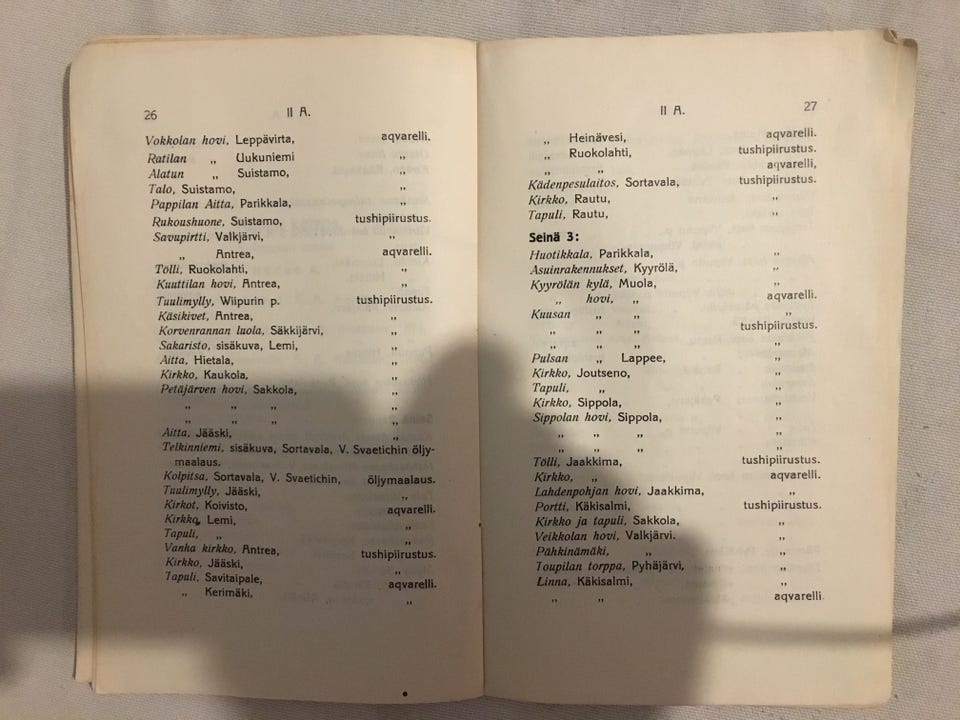 26 II A.
Vokkolan hovi, Leppävirta, aqvarelli.
Ratilan „ Uukuniemi „
Alatun „ Suistamo, „
Talo, Suistamo, „
Pappilan Aitta, Parikkala, „
Rukoushuone, Suistamo, tushipiirustus.
Savupirtti, Valkjärvi, „
„ Antrea, aqvarelli.
Tölli, Ruokolahti, „
Kuuttilan hovi, Antrea, „
Tuulimylly, Wiipurin p. tushipiirustus.
Käsikivet, Antrea, „
Korvenrannan luola, Säkkijärvi, „
Sakaristo, sisäkuva, Lemi, „
Aitta, Hietala, „
Kirkko, Kaukola, „
Petäjärven hovi, Sakkola, „
„ „ „ „
„ „ „ „
Aitta, Jääski, „
Telkinniemi, sisäkuva, Sortavala, V. Svaetichin öljy-
maalaus.
Kolpitsa, Sortavala, V. Svaetichin, öljymaalaus.
Tuulimylly, Jääski, „
Kirkot, Koivisto, aqvarelli.
Kirkko, Lemi, „
Tapuli, „ „
Vanha kirkko, Antrea, tushipiirustus.
Kirkko, Jääski, „
Tapuli, Savitaipale, aqvarelli.
„ Kerimäki, „
II A. 27
„ Heinävesi, aqvarelli.
„ Ruokolahti, tushipiirustus.
„ „ aqvarelli,
Kädenpesulaitos, Sortavala, tushipiirustus.
Kirkko, Rautu, „
Tapuli, Rautu, „
Seinä 3:
Huotikkala, Parikkala, „
Asuinrakennukset, Kyyrölä, „
Kyyrölän kylä, Muola, „
„ hovi, „ aqvarelli.
Kuusan „ „ „
„ „ „ tushipiirustus.
„ „ „ „
Pulsan „ Lappee, „
Kirkko, Joutseno, „
Tapuli, „ „
Kirkko, Sippola, „
Sippolan hovi, Sippola, „
„ „ „ „
„ „ „ „
Tölli, Jaakkima, tushipiirustus.
Kirkko, „ aqvarelli.
Lahdenpohjan hovi, Jaakkima, „
Portti, Käkisalmi, tushipiirustus.
Kirkko ja tapuli, Sakkola, „
Veikkolan hovi, Valkjärvi. „
Pähkinämäki, „ „
Toupilan torppa, Pyhäjärvi, „
Linna, Käkisalmi, „
„ „ aqvarelli.